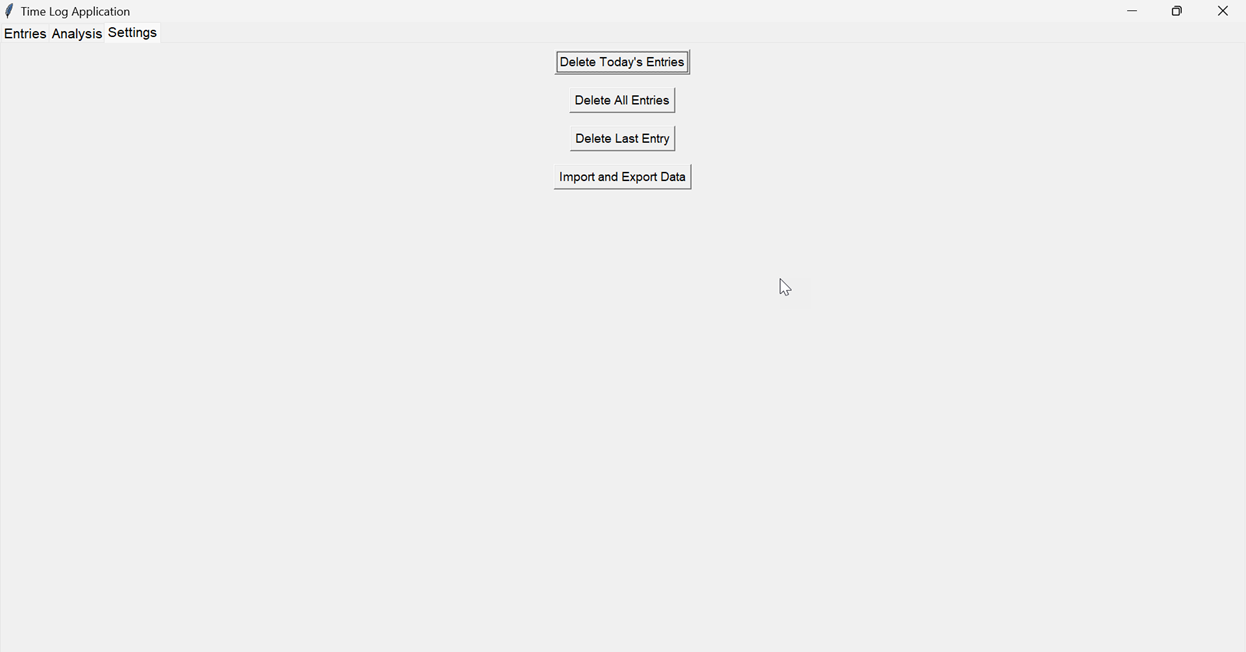 Time Log Application
Entries Analysis Settings
Delete Today's Entries
Delete All Entries
Delete Last Entry
Import and Export Data